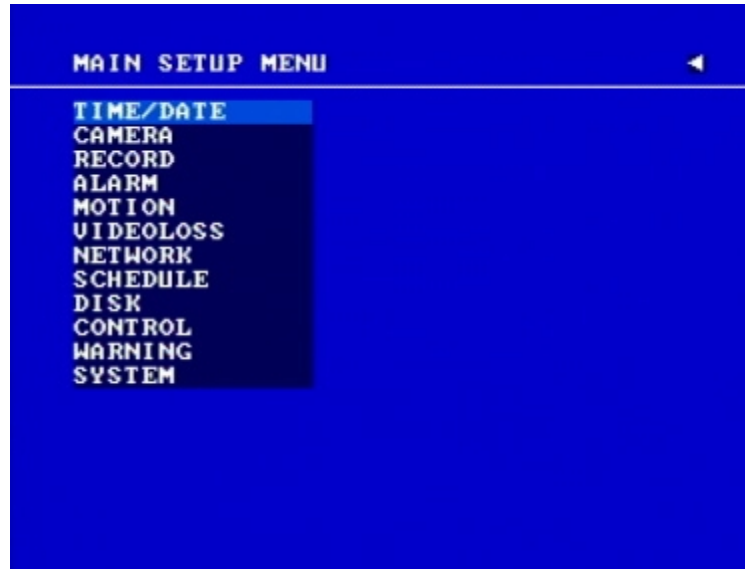 MAIN SETUP MENU
TIME/DATE
CAMERA
RECORD
ALARM
MOTION
VIDEOLOSS
NETWORK
SCHEDULE
DISK
CONTROL
WARNING
SYSTEM